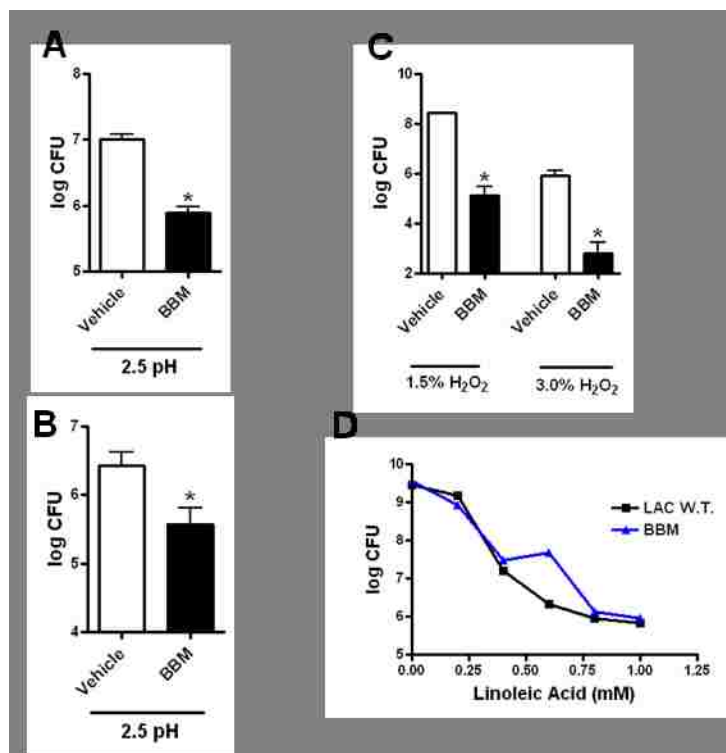 A
log CFU
8
7
6
5
Vehicle
BBM
*
2.5 pH
B
log CFU
7
6
5
4
Vehicle
BBM
*
2.5 pH
C
log CFU
10
8
6
4
2
*
*
Vehicle
BBM
Vehicle
BBM
1.5% H₂O₂
3.0% H₂O₂
D
log CFU
10
9
8
7
6
5
LAC W.T.
BBM
0.00 0.25 0.50 0.75 1.00 1.25
Linoleic Acid (mM)